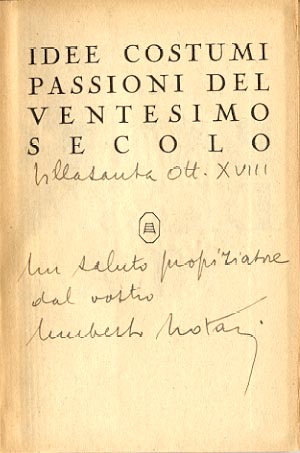 IDEE COSTUMI
PASSIONI DEL
VENTESIMO
SECOLO
Villasanta Ott. XVIII
Un saluto propiziatore
dal vostro
Umberto Notari